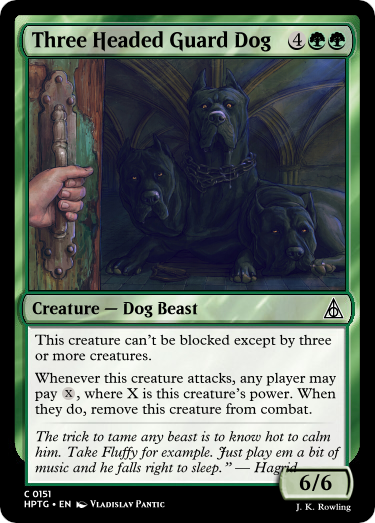 Three Headed Guard Dog 4
Creature — Dog Beast
This creature can't be blocked except by three
or more creatures.
Whenever this creature attacks, any player may
pay X, where X is this creature's power. When
they do, remove this creature from combat.
The trick to tame any beast is to know hot to calm
him. Take Fluffy for example. Just play em a bit of
music and he falls right to sleep." — Hagrid
6/6
C 0151
HPTG • EN Vladislav Pantic
J. K. Rowling